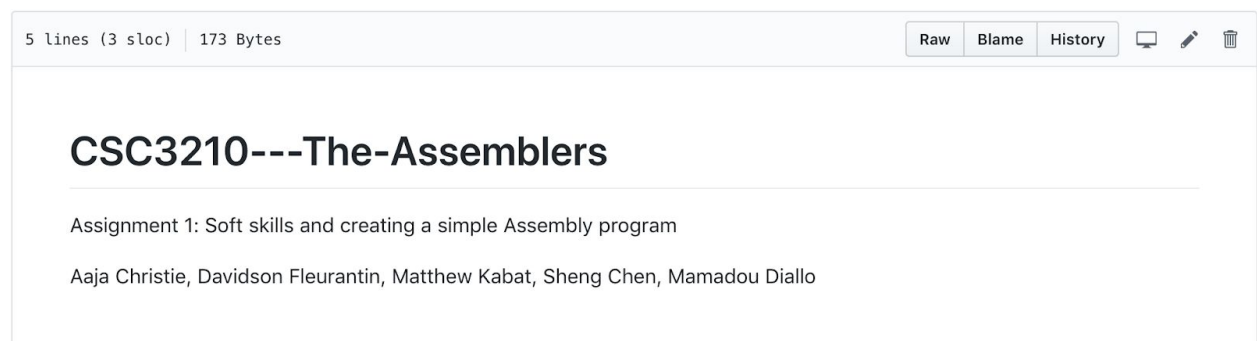 5 lines (3 sloc) 173 Bytes Raw Blame History
CSC3210---The-Assemblers
Assignment 1: Soft skills and creating a simple Assembly program
Aaja Christie, Davidson Fleurantin, Matthew Kabat, Sheng Chen, Mamadou Diallo